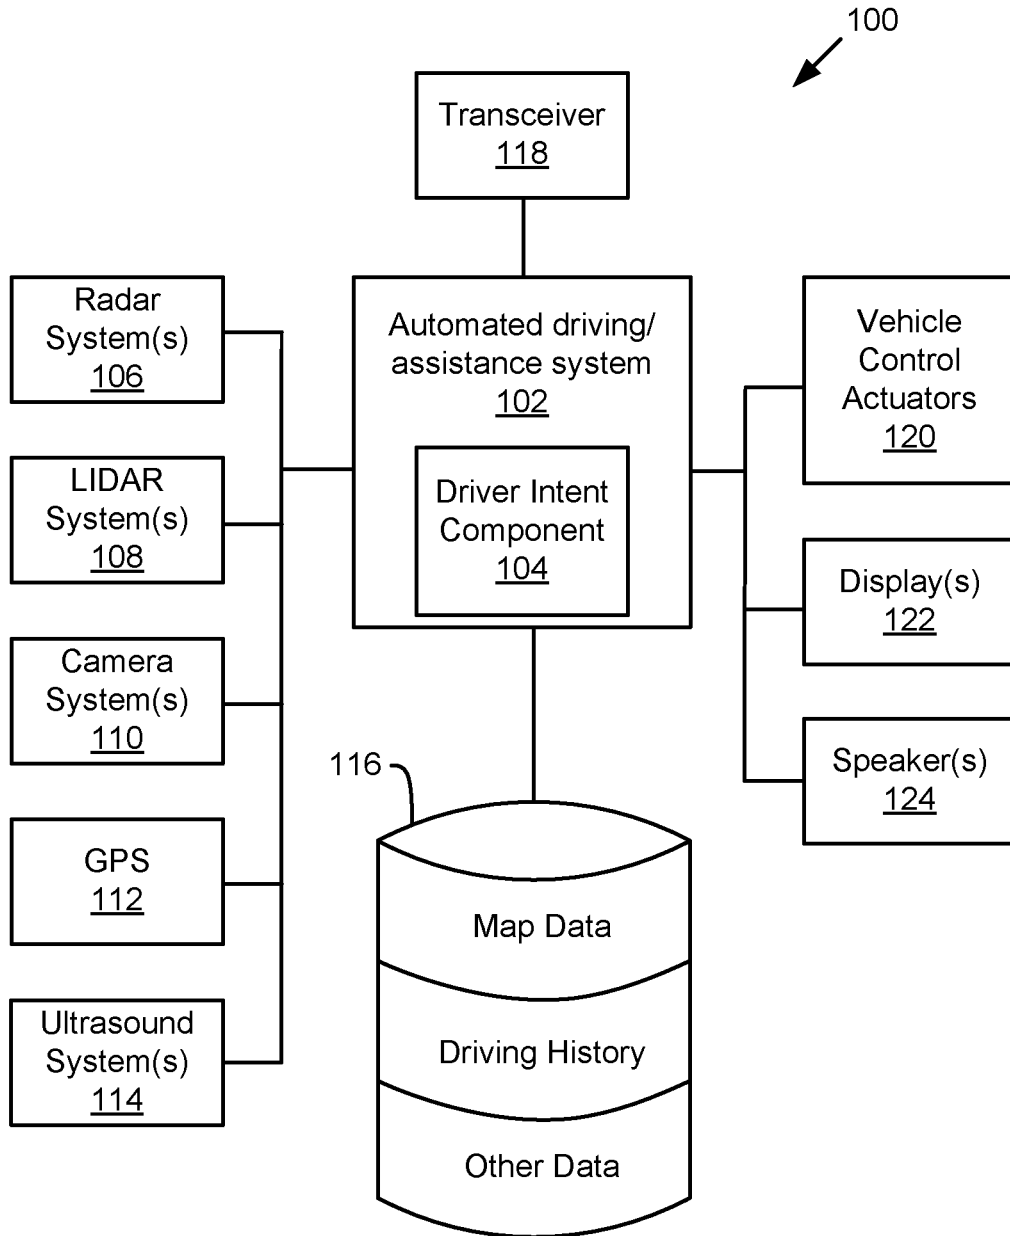 100
Transceiver
118
Radar
System(s)
106
LIDAR
System(s)
108
Camera
System(s)
110
GPS
112
Ultrasound
System(s)
114
Automated driving/
assistance system
102
Driver Intent
Component
104
Vehicle
Control
Actuators
120
Display(s)
122
Speaker(s)
124
116
Map Data
Driving History
Other Data